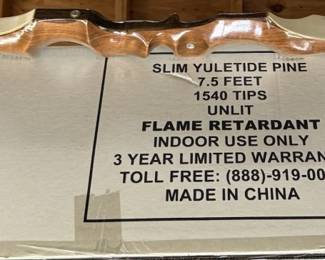 SLIM YULETIDE PINE
7.5 FEET
1540 TIPS
UNLIT
FLAME RETARDANT
INDOOR USE ONLY
3 YEAR LIMITED WARRAN
TOLL FREE: (888)-919-00
MADE IN CHINA